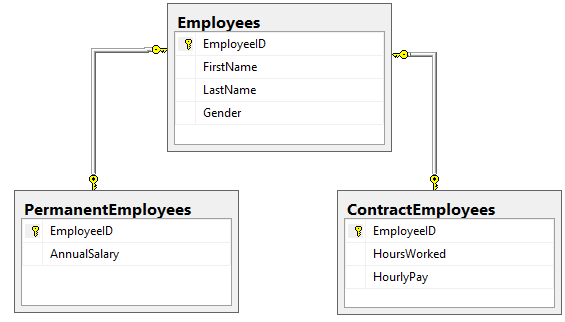 Employees
EmployeeID
FirstName
LastName
Gender
PermanentEmployees
EmployeeID
AnnualSalary
ContractEmployees
EmployeeID
HoursWorked
HourlyPay